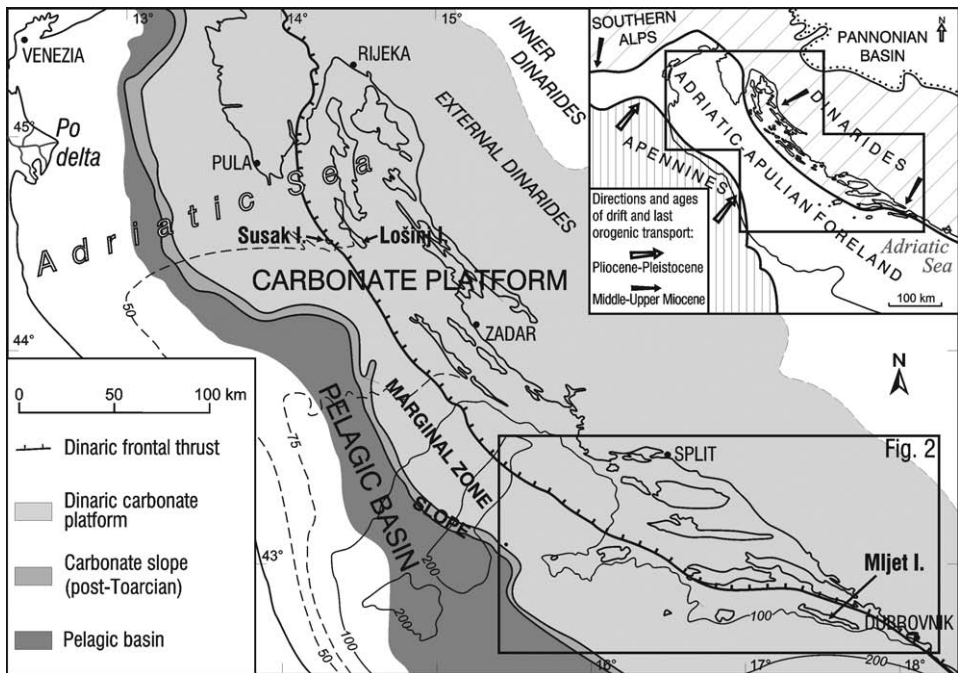 13°
14°
15°
VENEZIA
45°
Po
delta
RIJEKA
PULA
Adriatic Sea
INNER
DINARIDES
EXTERNAL DINARIDES
Susak I.
Lošinj I.
CARBONATE PLATFORM
50
ZADAR
44°
N
75
MARGINAL ZONE
PELAGIC BASIN
SLOPE
Fig. 2
SPLIT
43°
200
200
100
50
Mljet I.
100
DUBROVNIK
200
16°
17°
18°
0 50 100 km
Dinaric frontal thrust
Dinaric carbonate
platform
Carbonate slope
(post-Toarcian)
Pelagic basin
SOUTHERN
ALPS
N
PANNONIAN
BASIN
ADRIATIC-APULIAN FORELAND
DINARIDES
APENNINES
Directions and ages
of drift and last
orogenic transport:
Pliocene-Pleistocene
Middle-Upper Miocene
Adriatic
Sea
100 km